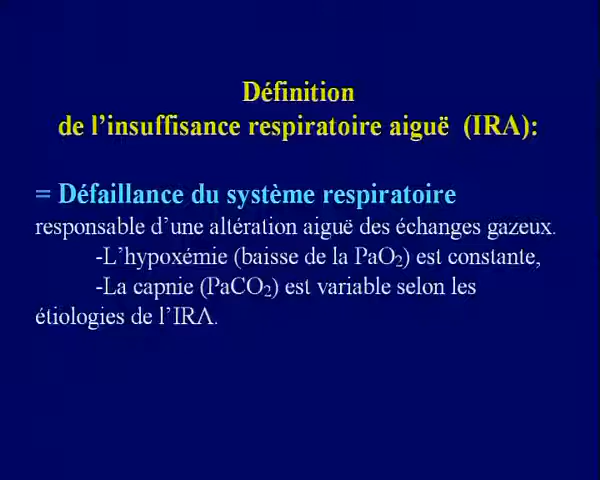 Définition
de l’insuffisance respiratoire aiguë (IRA):
= Défaillance du système respiratoire
responsable d’une altération aiguë des échanges gazeux.
-L’hypoxémie (baisse de la PaO2) est constante,
-La capnie (PaCO2) est variable selon les
étiologies de l’IRA.